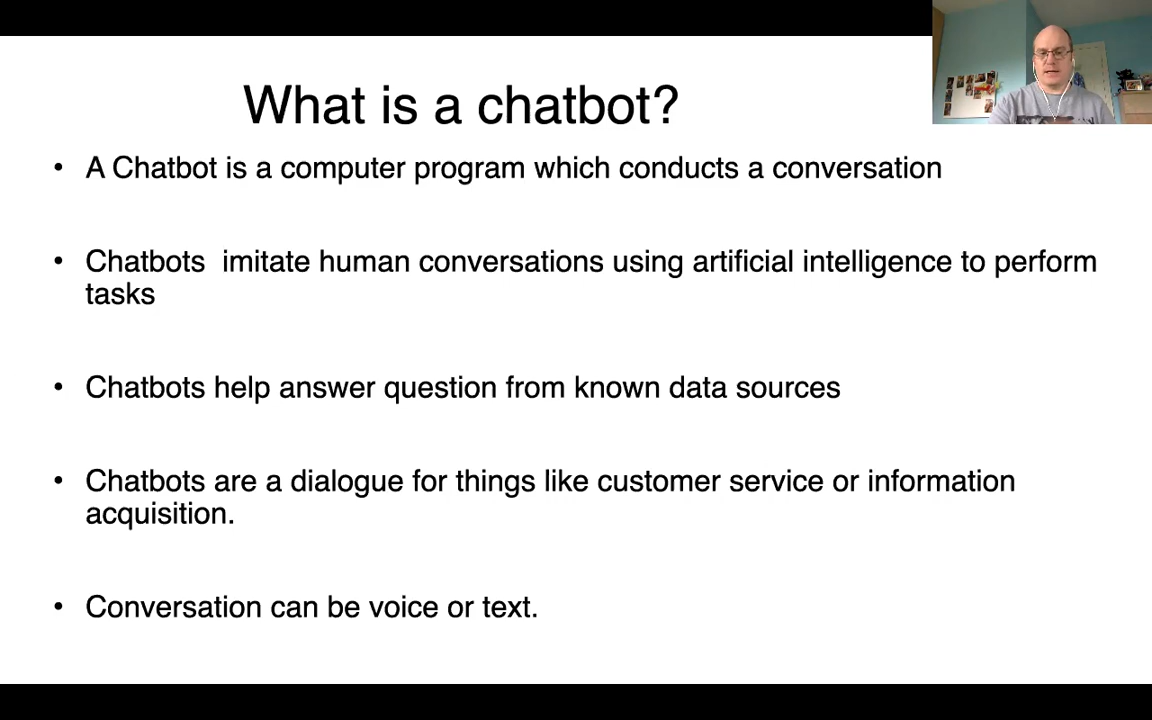 What is a chatbot?
• A Chatbot is a computer program which conducts a conversation
• Chatbots  imitate human conversations using artificial intelligence to perform
tasks
• Chatbots help answer question from known data sources
• Chatbots are a dialogue for things like customer service or information
acquisition.
• Conversation can be voice or text.